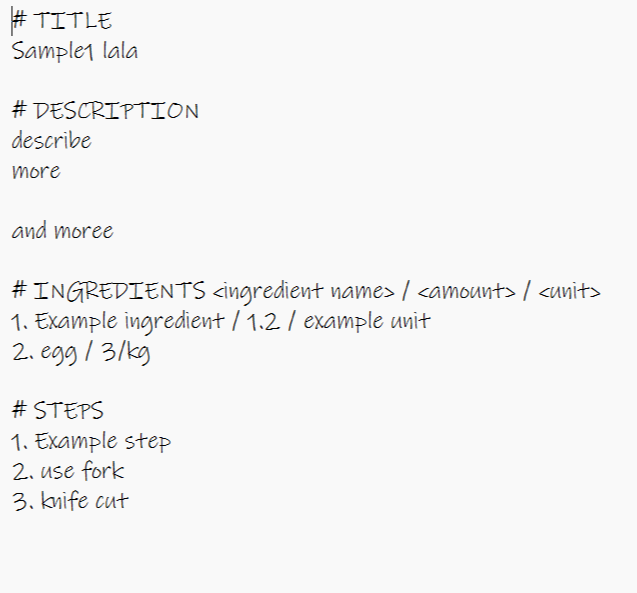 # TITLE
Sample1 lala
# DESCRIPTION
describe
more
and moree
# INGREDIENTS <ingredient name> / <amount> / <unit>
1. Example ingredient / 1.2 / example unit
2. egg / 3/kg
# STEPS
1. Example step
2. use fork
3. knife cut